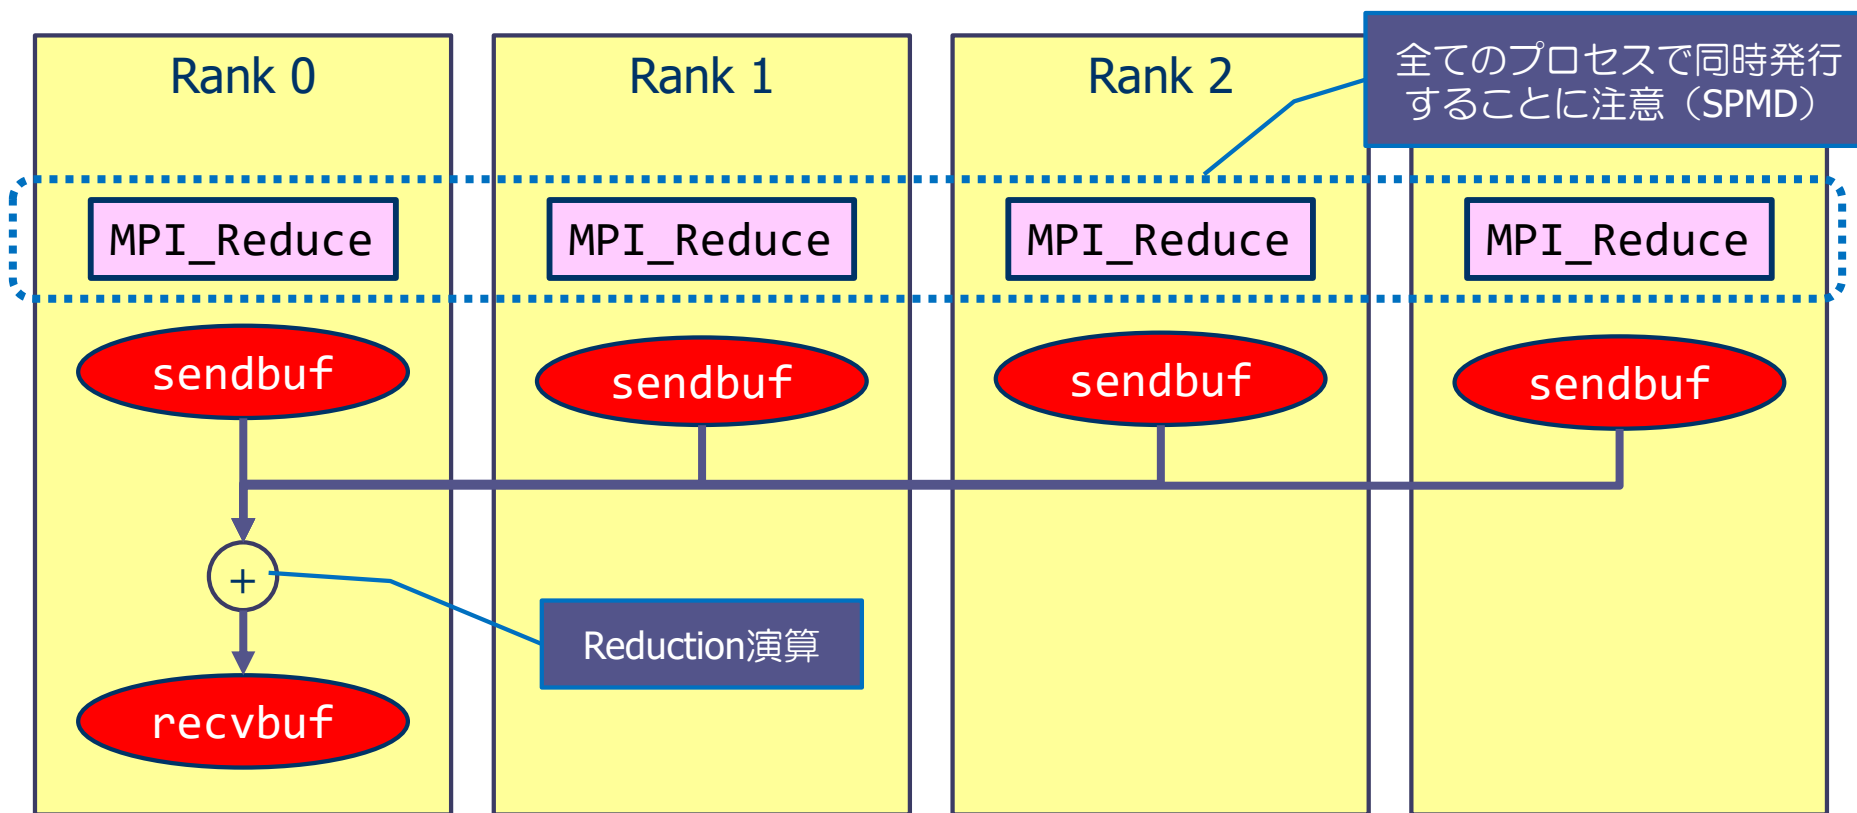 Rank 0
Rank 1
Rank 2
全てのプロセスで同時発行
することに注意（SPMD）
MPI_Reduce
MPI_Reduce
MPI_Reduce
MPI_Reduce
sendbuf
sendbuf
sendbuf
sendbuf
+
Reduction演算
recvbuf